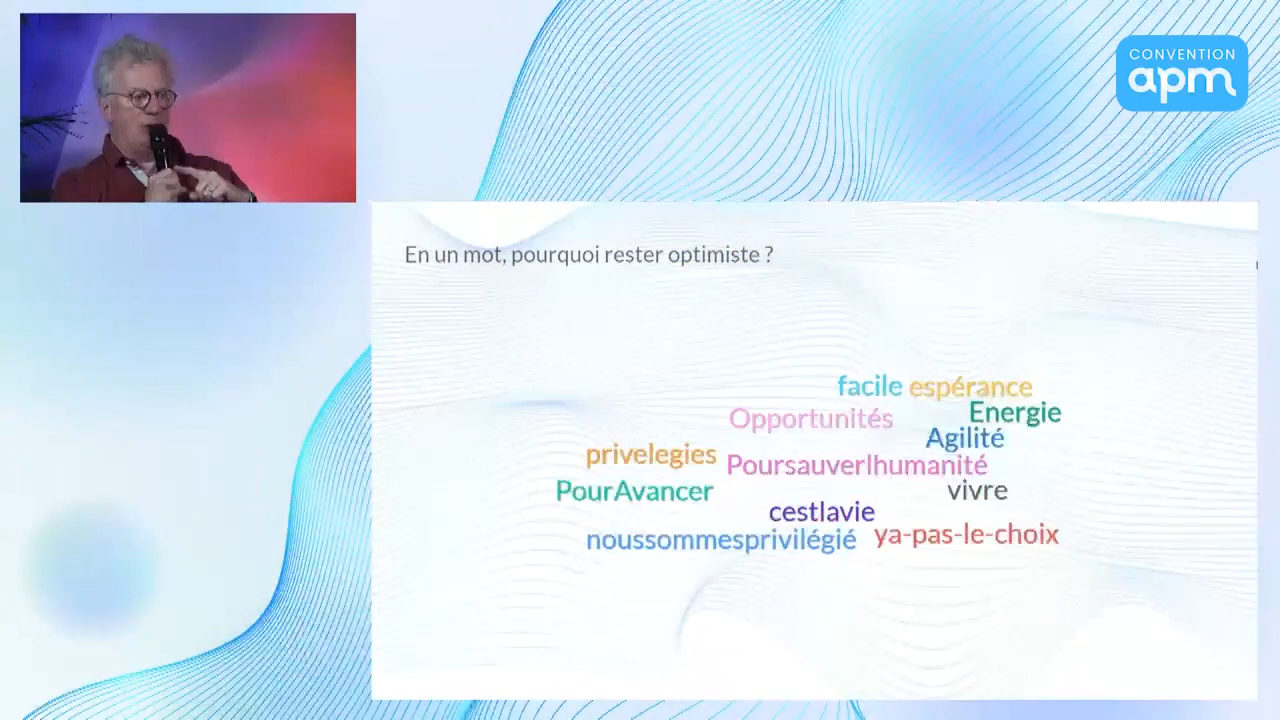 CONVENTION
apm
En un mot, pourquoi rester optimiste ?
facile espérance
Opportunités Energie
Agilité
privelegies
Poursauverlhumanité
PourAvancer vivre
cestlavie
noussommesprivilégié ya-pas-le-choix